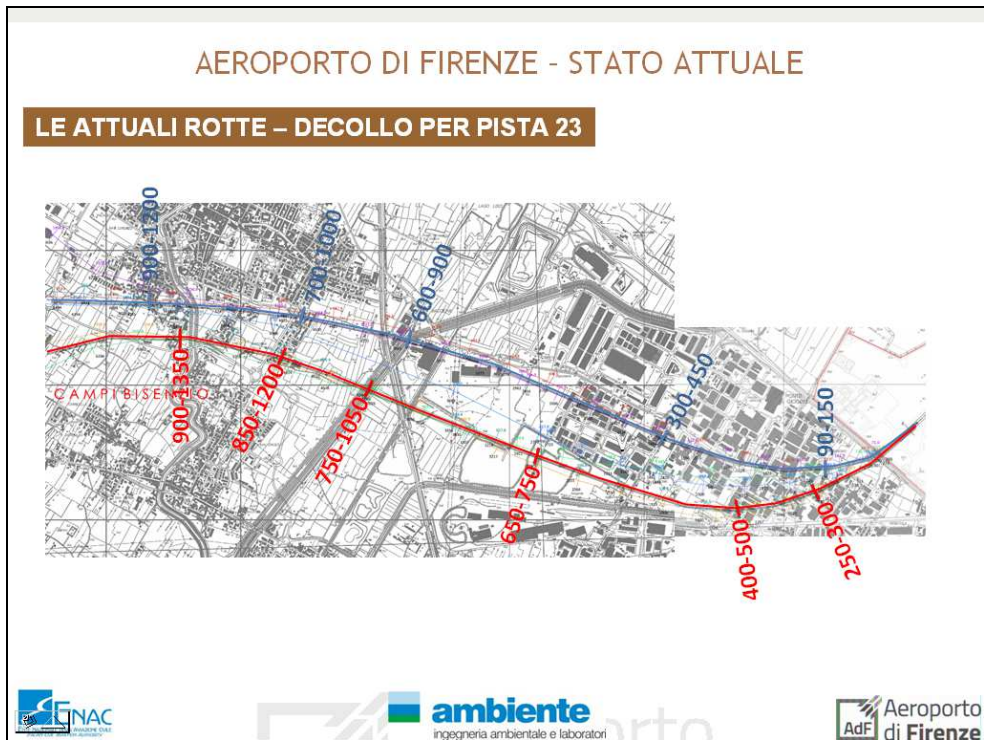 AEROPORTO DI FIRENZE - STATO ATTUALE
LE ATTUALI ROTTE – DECOLLO PER PISTA 23
900-1200
700-1000
600-900
300-450
90-150
CAMPI BISENZIO
900-1350
850-1200
750-1050
650-750
400-500
250-300
ENAC
ambiente
ingegneria ambientale e laboratori
AdF
Aeroporto
di Firenze